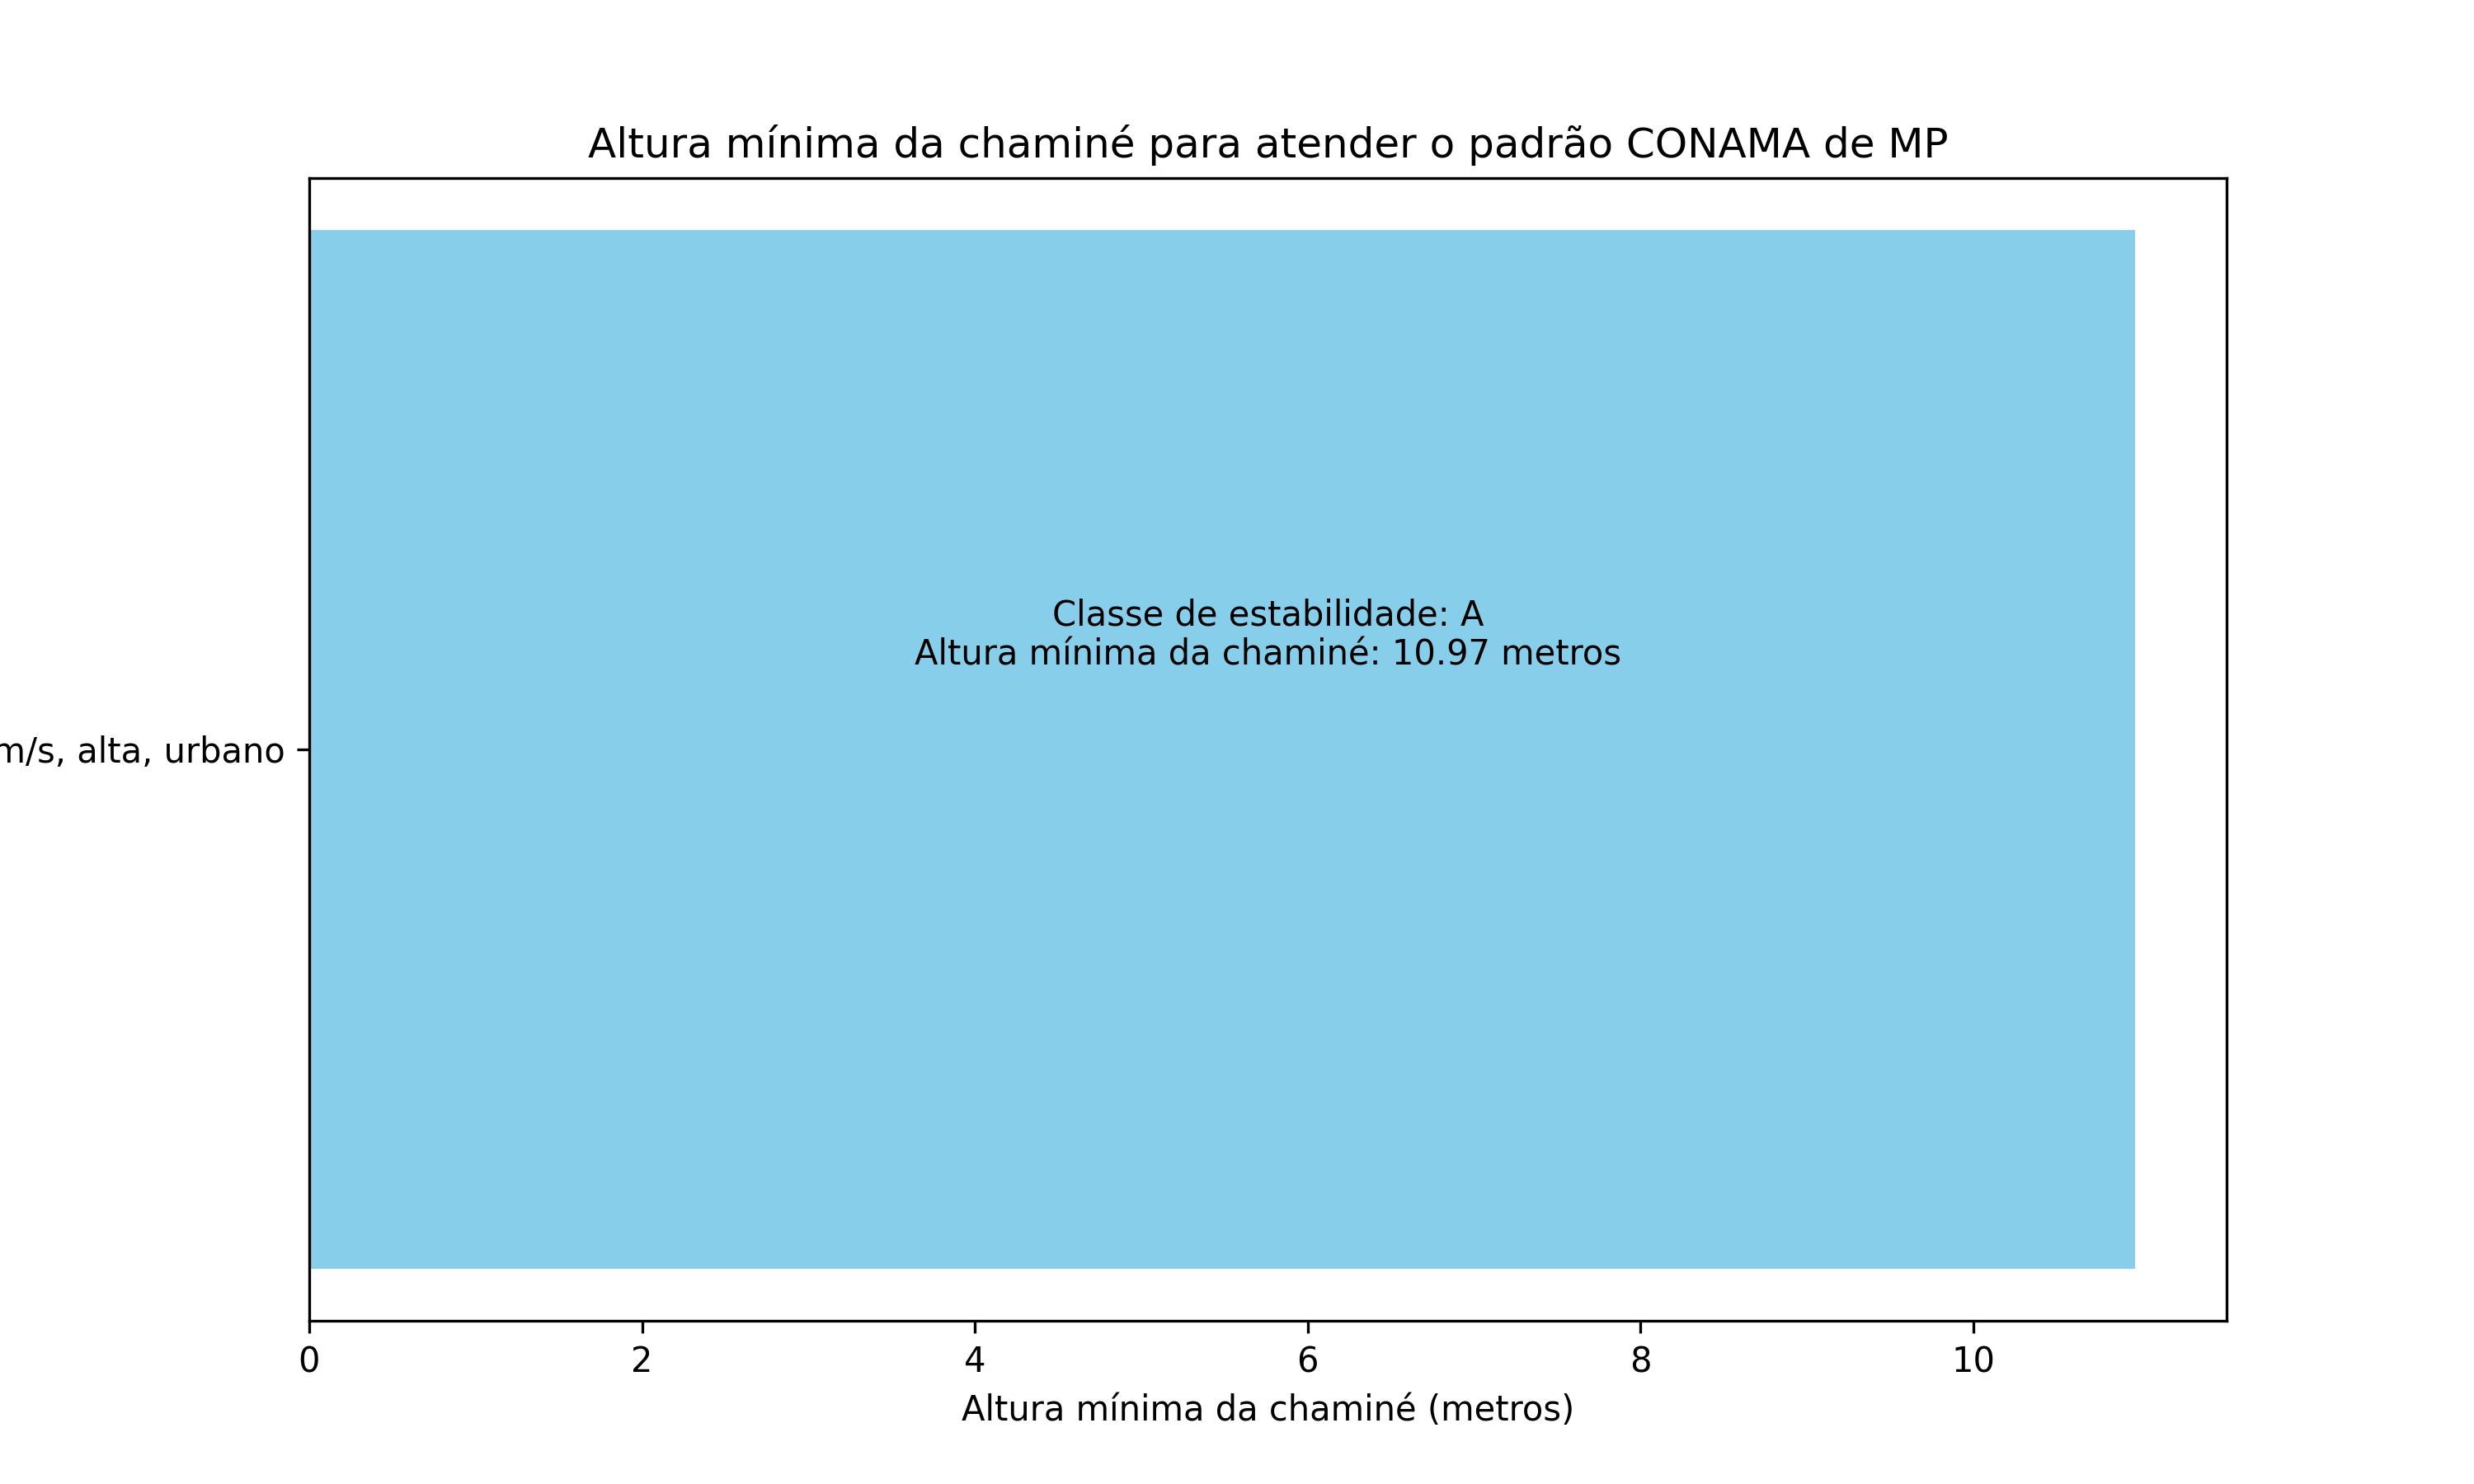 Altura mínima da chaminé para atender o padrão CONAMA de MP
Classe de estabilidade: A
Altura mínima da chaminé: 10.97 metros
m/s, alta, urbano
0 2 4 6 8 10
Altura mínima da chaminé (metros)